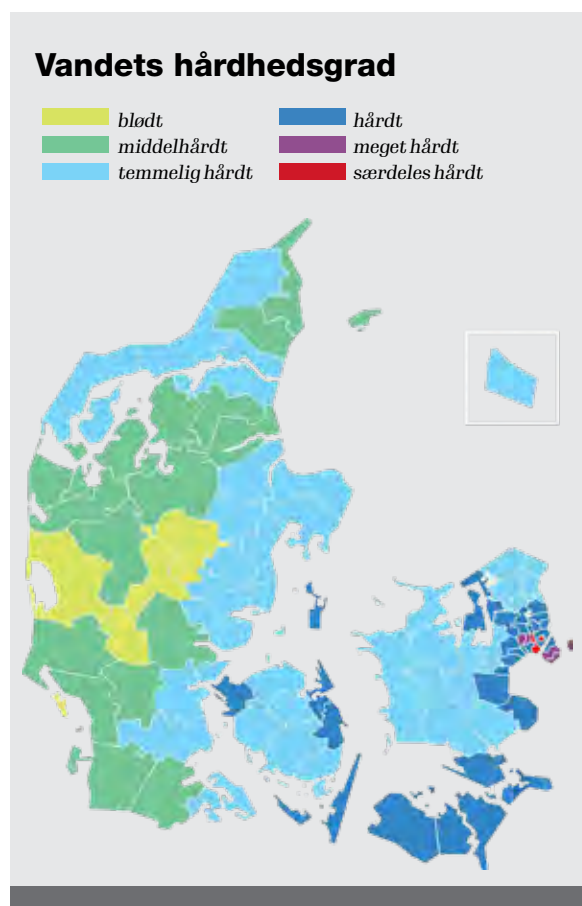 Vandets hårdhedsgrad
blødt
middelhårdt
temmelig hårdt
hårdt
meget hårdt
særdeles hårdt